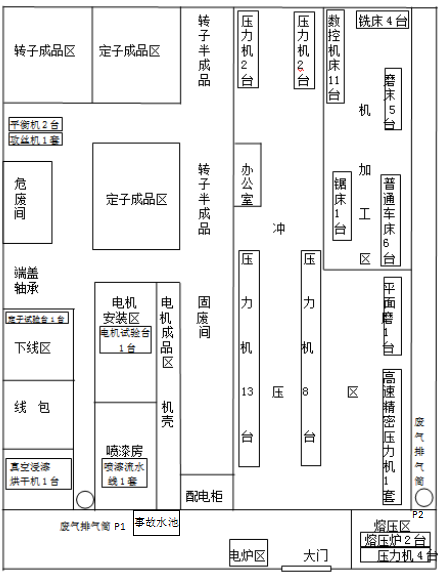 转子成品区
定子成品区
转子半成品
压力机2台
压力机2台
数控机床11台
铣床4台
磨床5台
机加工区
平衡机2台
攻丝机1套
危废间
定子成品区
转子半成品
办公室
锯床1台
普通车床6台
冲压区
端盖
轴承
定子试验台1台
下线区
线包
真空浸漆
烘干机1台
电机
安装区
电机试验台
1台
喷漆房
喷漆流水
线1套
电机成品区
机壳
固废间
配电柜
压力机13台
压力机8台
平面磨1台
高速精密压力机1套
废气排气筒
P2
废气排气筒 P1
事故水池
电炉区
大门
熔压区
熔压炉2台
压力机4台